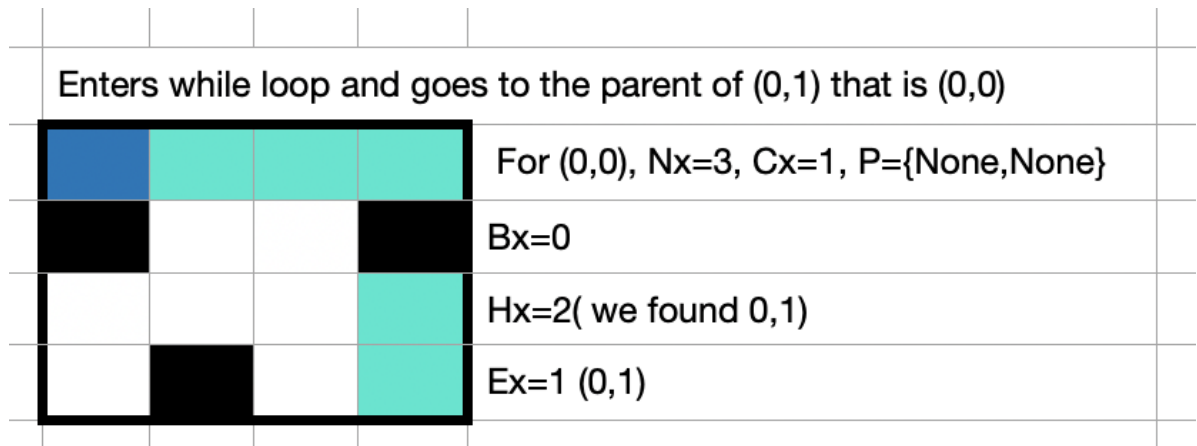 Enters while loop and goes to the parent of (0,1) that is (0,0)
For (0,0), Nx=3, Cx=1, P={None,None}
Bx=0
Hx=2( we found 0,1)
Ex=1 (0,1)